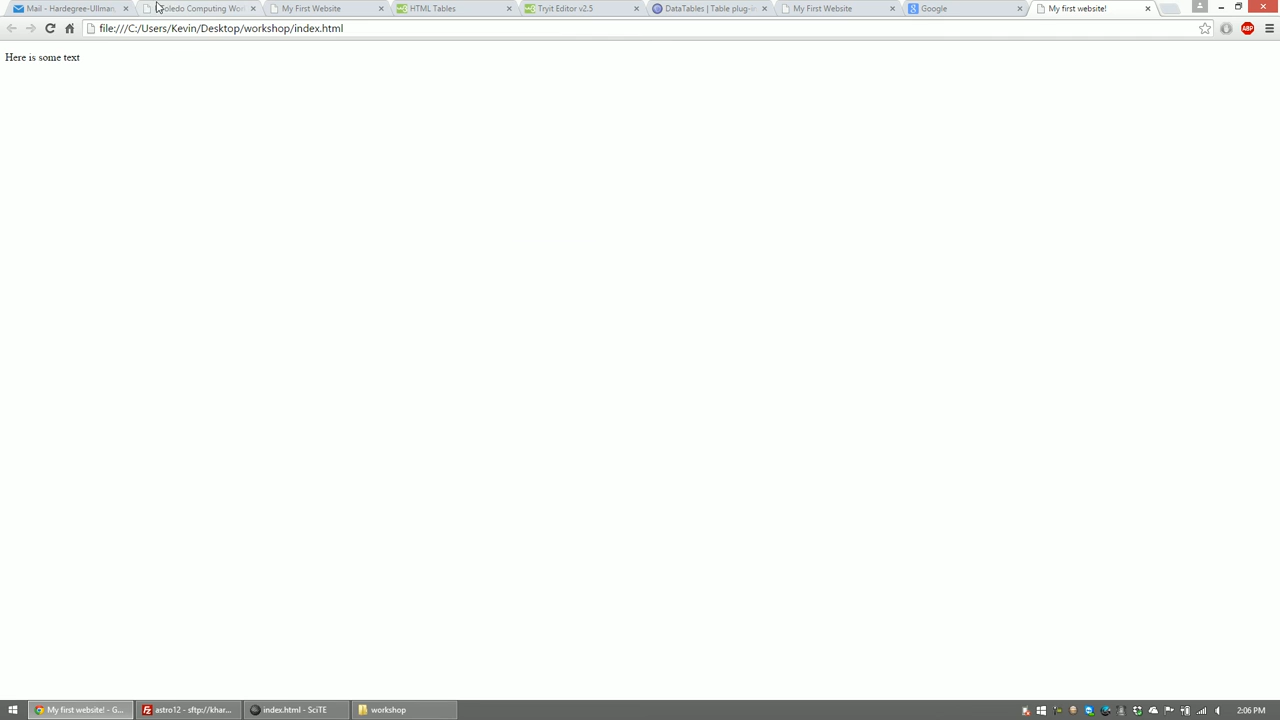 Mail - Hardegree-Ullman
Toledo Computing Wor
My First Website
HTML Tables
Tryit Editor v2.5
DataTables | Table plug-in
My First Website
Google
My first website!
file:///C:/Users/Kevin/Desktop/workshop/index.html
ABP
Here is some text
My first website! - G...
astro12 - sftp://khar...
index.html - SciTE
workshop
2:06 PM